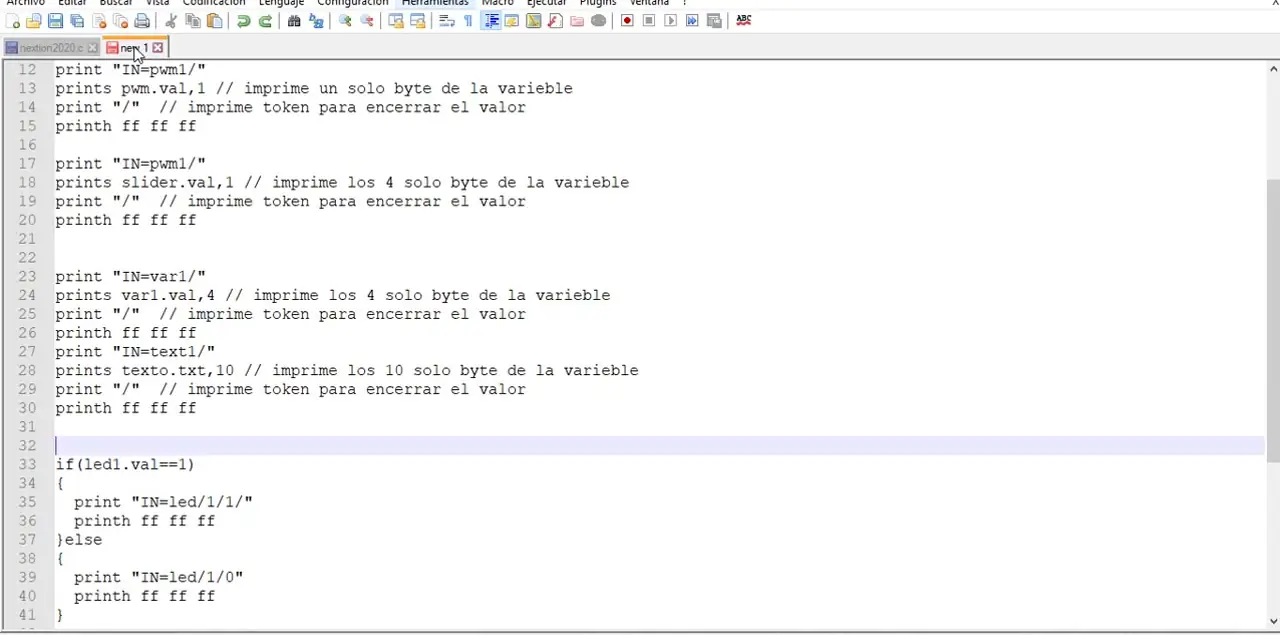 Archivo Editar Buscar Vista Codificación Lenguaje Configuración Herramientas Macro Ejecutar Plugins Ventana ?
nextion2020.c new 1
12 print "IN=pwm1/"
13 prints pwm.val,1 // imprime un solo byte de la varieble
14 print "/"  // imprime token para encerrar el valor
15 printh ff ff ff
16
17 print "IN=pwm1/"
18 prints slider.val,1 // imprime los 4 solo byte de la varieble
19 print "/"  // imprime token para encerrar el valor
20 printh ff ff ff
21
22
23 print "IN=var1/"
24 prints var1.val,4 // imprime los 4 solo byte de la varieble
25 print "/"  // imprime token para encerrar el valor
26 printh ff ff ff
27 print "IN=text1/"
28 prints texto.txt,10 // imprime los 10 solo byte de la varieble
29 print "/"  // imprime token para encerrar el valor
30 printh ff ff ff
31
32
33 if(led1.val==1)
34 {
35   print "IN=led/1/1/"
36   printh ff ff ff
37 }else
38 {
39   print "IN=led/1/0"
40   printh ff ff ff
41 }